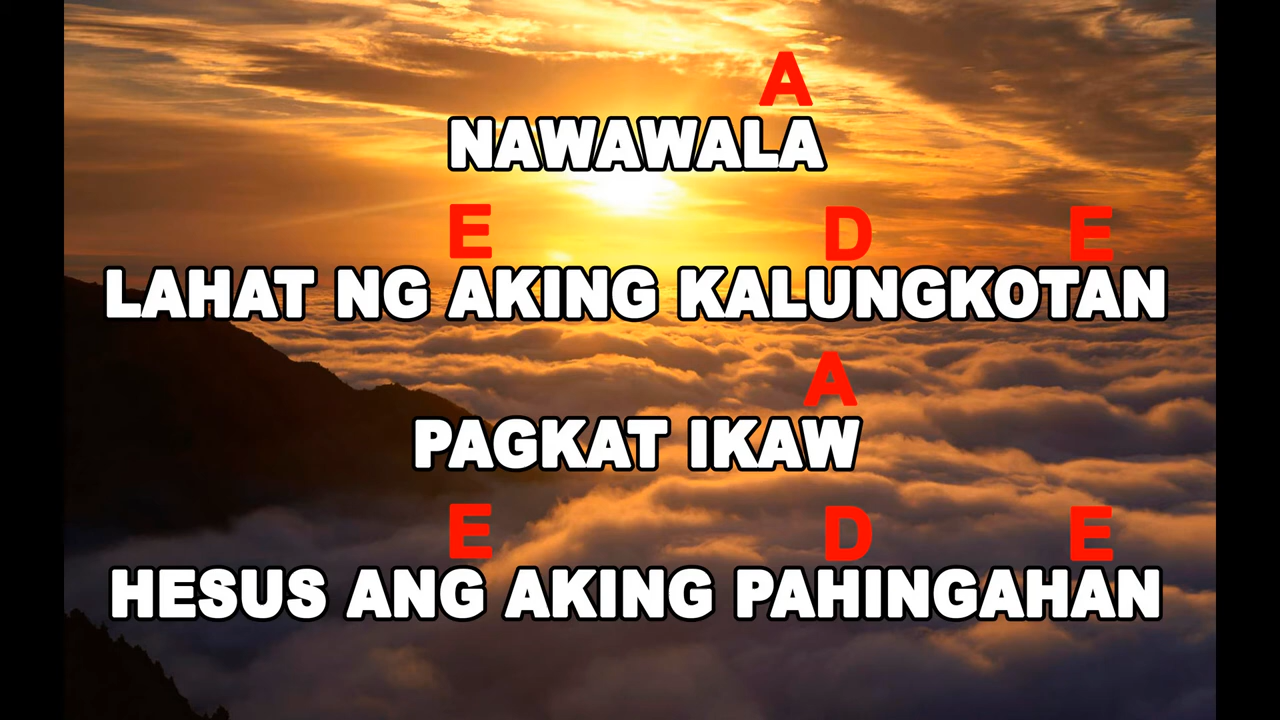 A
NAWAWALA
E D E
LAHAT NG AKING KALUNGKOTAN
A
PAGKAT IKAW
E D E
HESUS ANG AKING PAHINGAHAN